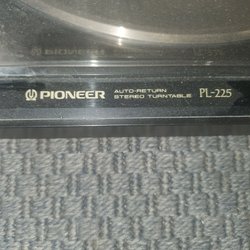 PIONEER AUTO-RETURN PL-225
STEREO TURNTABLE